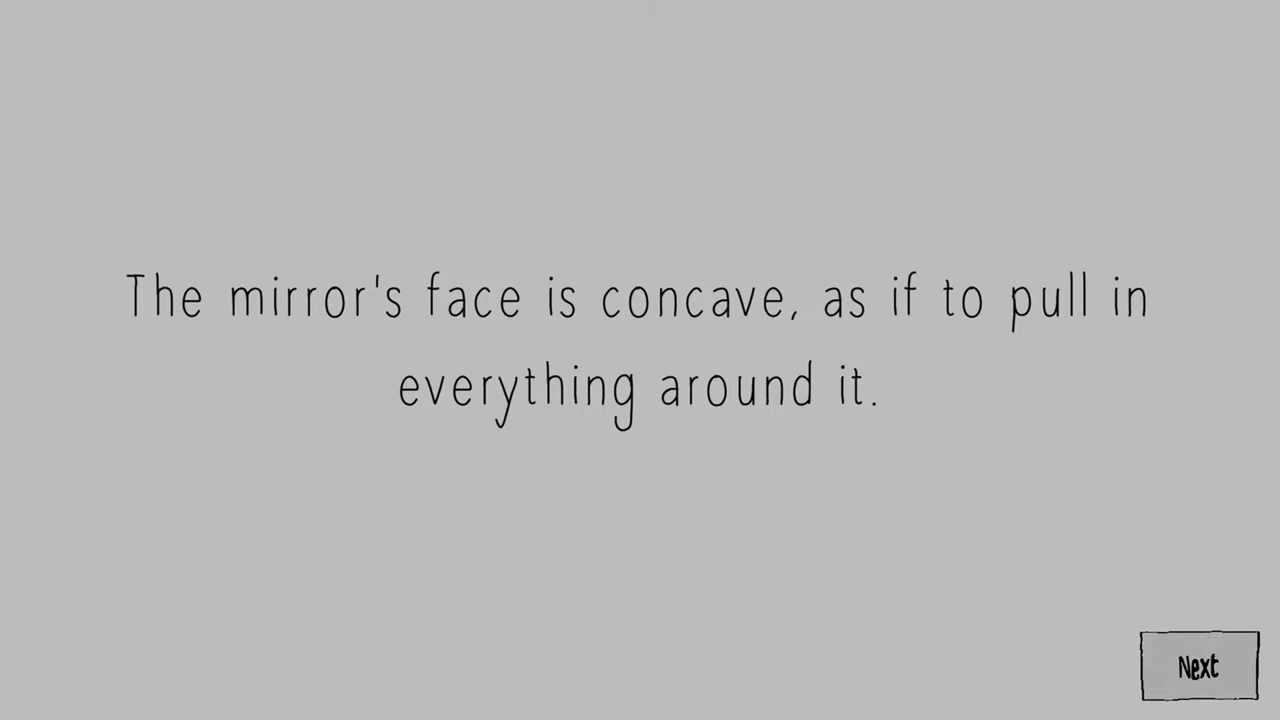 The mirror's face is concave, as if to pull in
everything around it.
Next